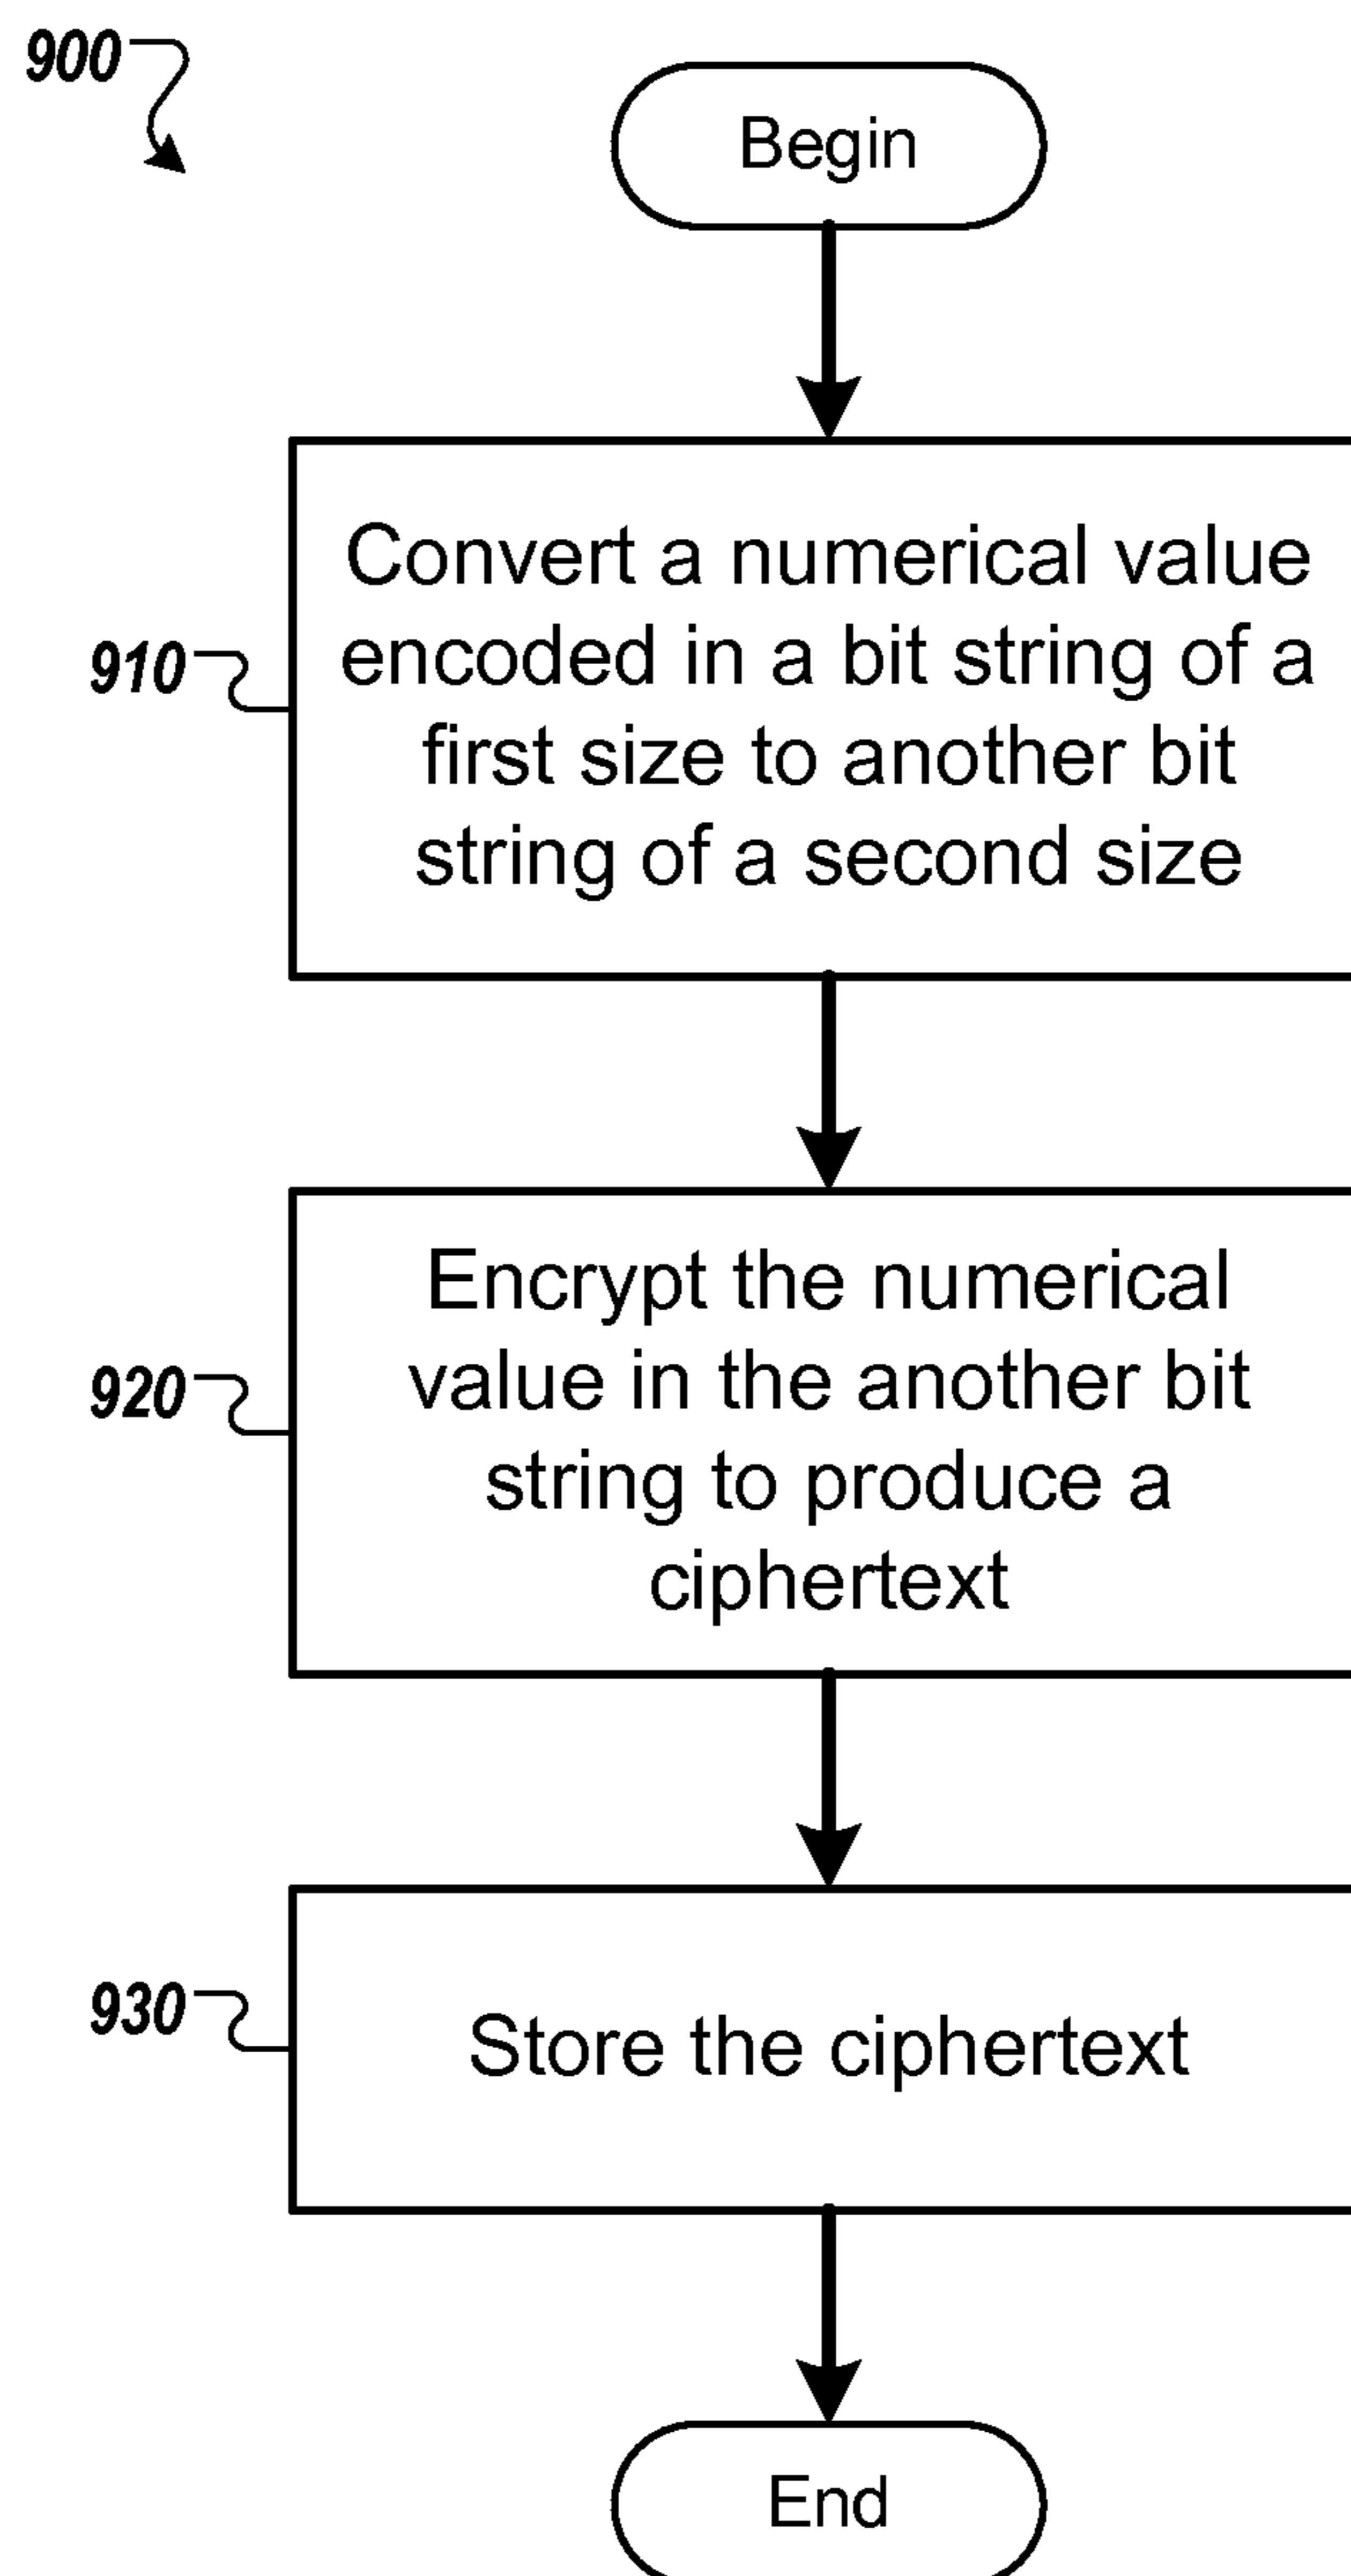 900
Begin
910
Convert a numerical value
encoded in a bit string of a
first size to another bit
string of a second size
920
Encrypt the numerical
value in the another bit
string to produce a
ciphertext
930
Store the ciphertext
End